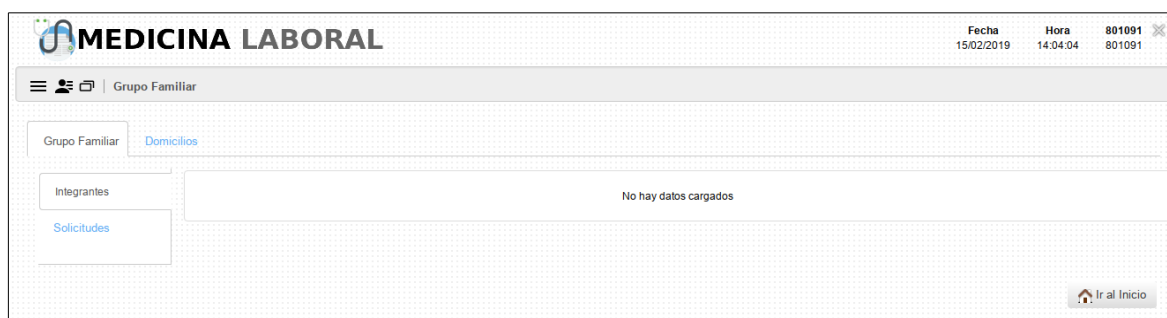 MEDICINA LABORAL
Fecha Hora 801091
15/02/2019 14:04:04 801091
Grupo Familiar
Grupo Familiar Domicilios
Integrantes
No hay datos cargados
Solicitudes
Ir al Inicio